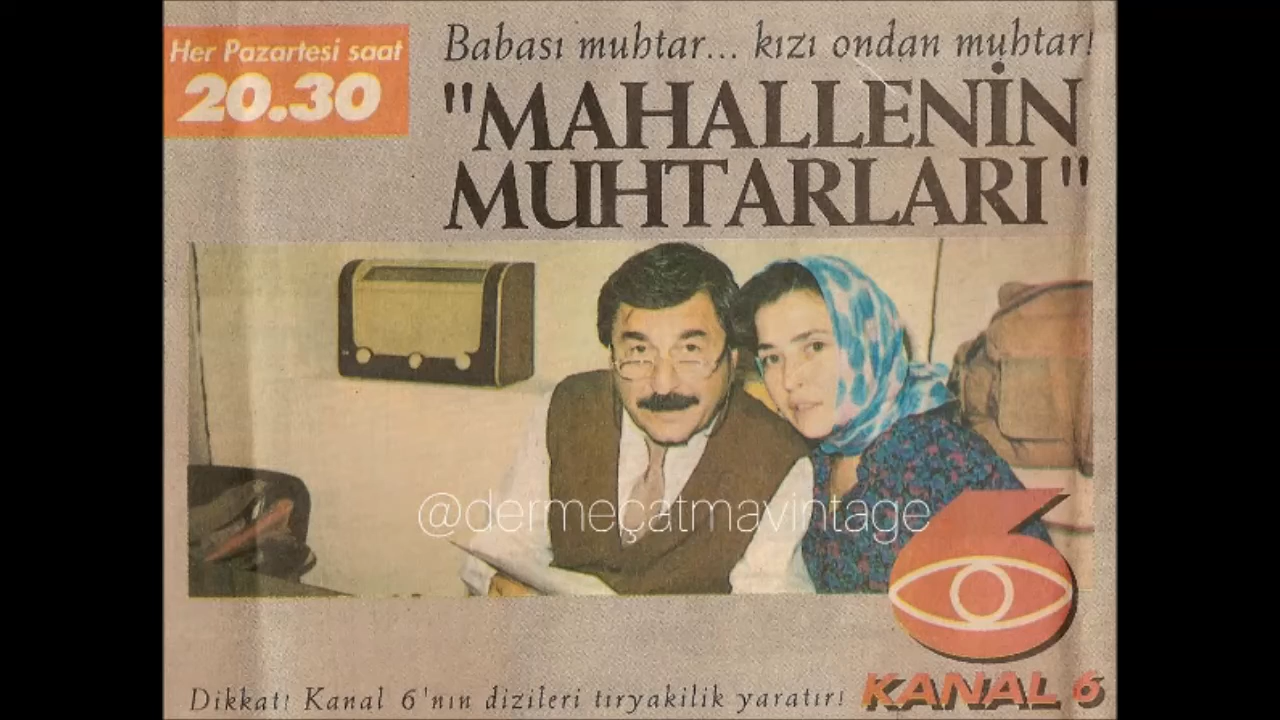 Her Pazartesi saat
20.30
Babası muhtar... kızı ondan muhtar!
"MAHALLENİN
MUHTARLARI"
@dermeçatmavintage
6
Dikkat! Kanal 6'nın dizileri tiryakilik yaratır!
KANAL 6